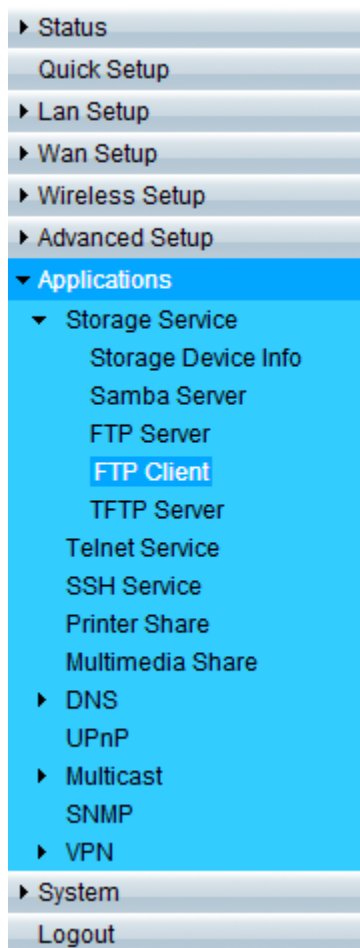 Status
Quick Setup
Lan Setup
Wan Setup
Wireless Setup
Advanced Setup
Applications
Storage Service
Storage Device Info
Samba Server
FTP Server
FTP Client
TFTP Server
Telnet Service
SSH Service
Printer Share
Multimedia Share
DNS
UPnP
Multicast
SNMP
VPN
System
Logout